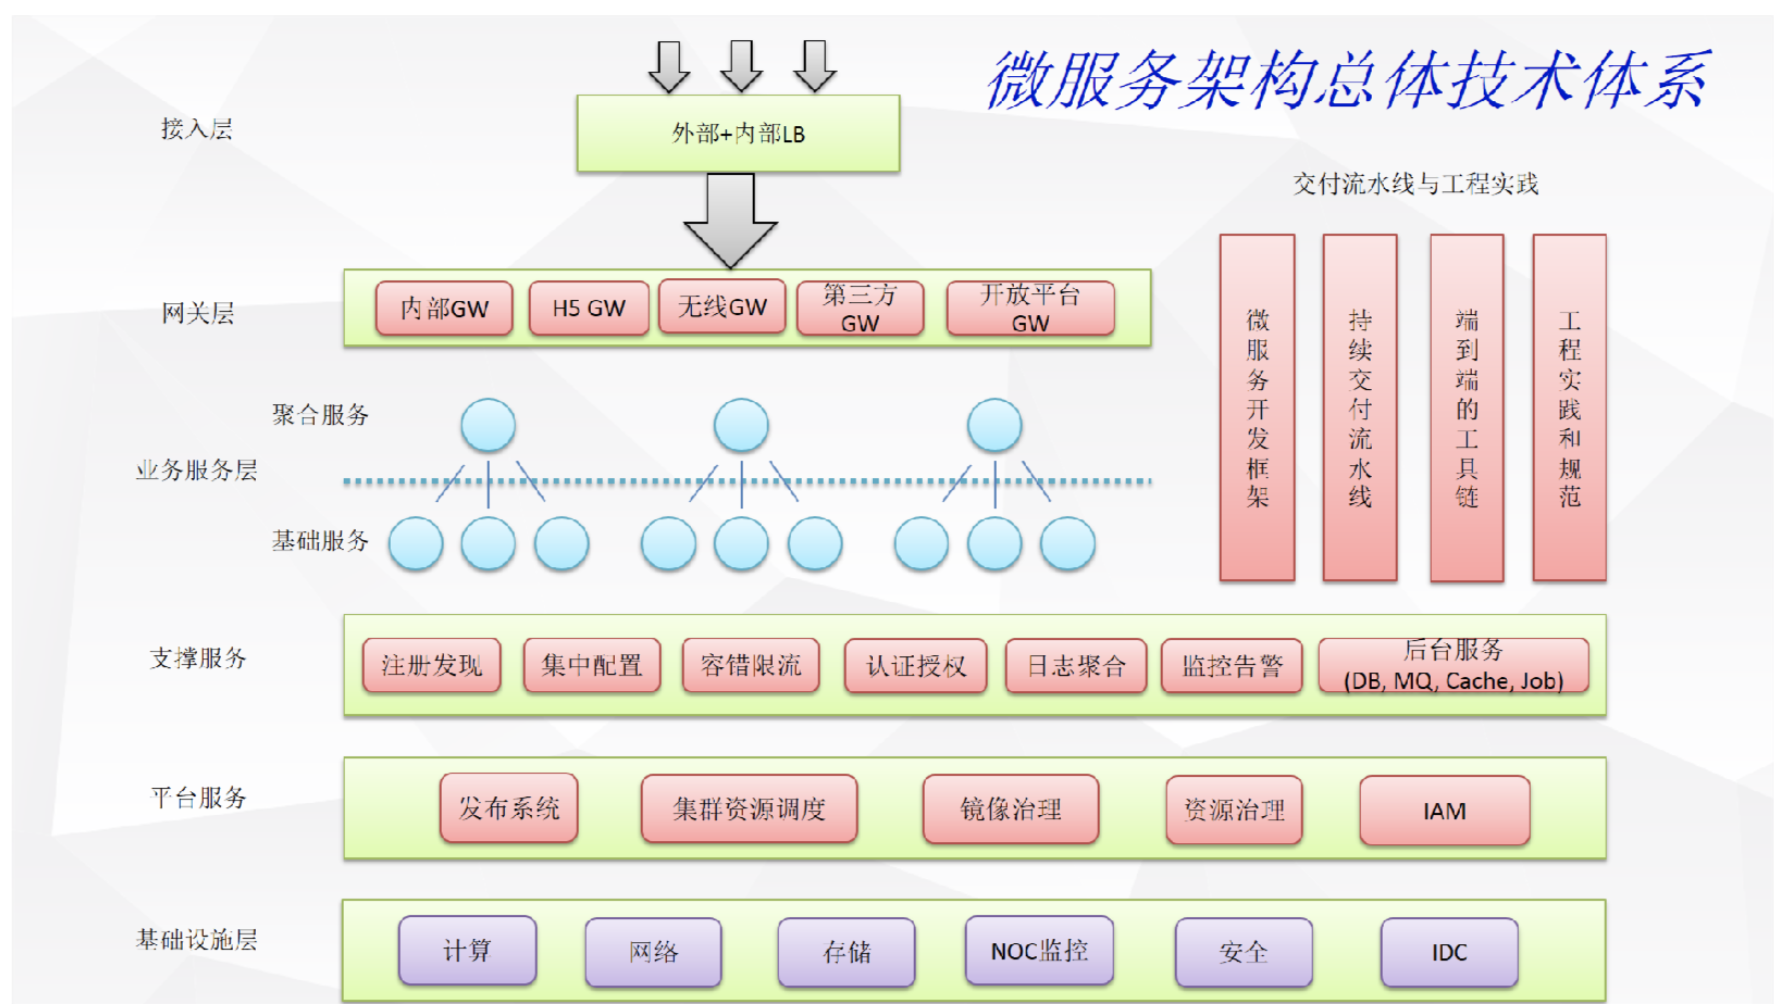 微服务架构总体技术体系
接入层
外部+内部LB
交付流水线与工程实践
网关层
内部GW
H5 GW
无线GW
第三方
GW
开放平台
GW
微服务开发框架
持续交付流水线
端到端的工具链
工程实践和规范
聚合服务
业务服务层
基础服务
支撑服务
注册发现
集中配置
容错限流
认证授权
日志聚合
监控告警
后台服务
(DB, MQ, Cache, Job)
平台服务
发布系统
集群资源调度
镜像治理
资源治理
IAM
基础设施层
计算
网络
存储
NOC监控
安全
IDC